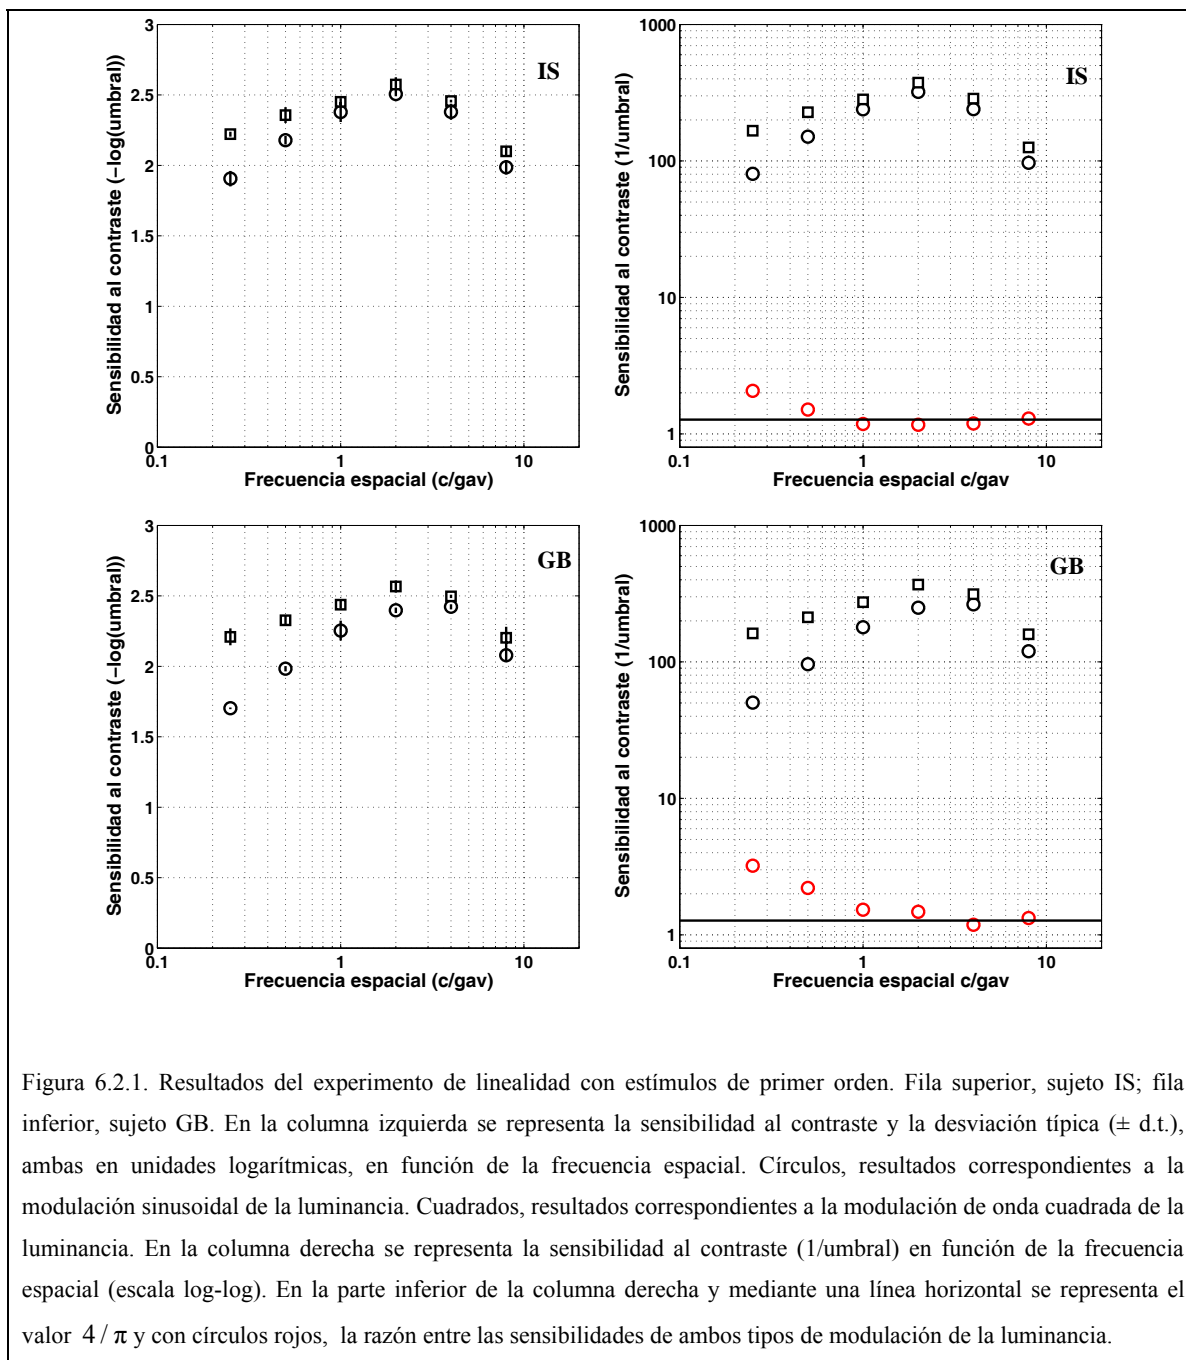 3
2.5
2
1.5
1
0.5
0
0.1
1
10
Sensibilidad al contraste (−log(umbral))
Frecuencia espacial (c/gav)
IS
1000
100
10
1
0.1
1
10
Sensibilidad al contraste (1/umbral)
Frecuencia espacial c/gav
IS
3
2.5
2
1.5
1
0.5
0
0.1
1
10
Sensibilidad al contraste (−log(umbral))
Frecuencia espacial (c/gav)
GB
1000
100
10
1
0.1
1
10
Sensibilidad al contraste (1/umbral)
Frecuencia espacial c/gav
GB
Figura 6.2.1. Resultados del experimento de linealidad con estímulos de primer orden. Fila superior, sujeto IS; fila
inferior, sujeto GB. En la columna izquierda se representa la sensibilidad al contraste y la desviación típica (± d.t.),
ambas en unidades logarítmicas, en función de la frecuencia espacial. Círculos, resultados correspondientes a la
modulación sinusoidal de la luminancia. Cuadrados, resultados correspondientes a la modulación de onda cuadrada de la
luminancia. En la columna derecha se representa la sensibilidad al contraste (1/umbral) en función de la frecuencia
espacial (escala log-log). En la parte inferior de la columna derecha y mediante una línea horizontal se representa el
valor 4 / π y con círculos rojos, la razón entre las sensibilidades de ambos tipos de modulación de la luminancia.